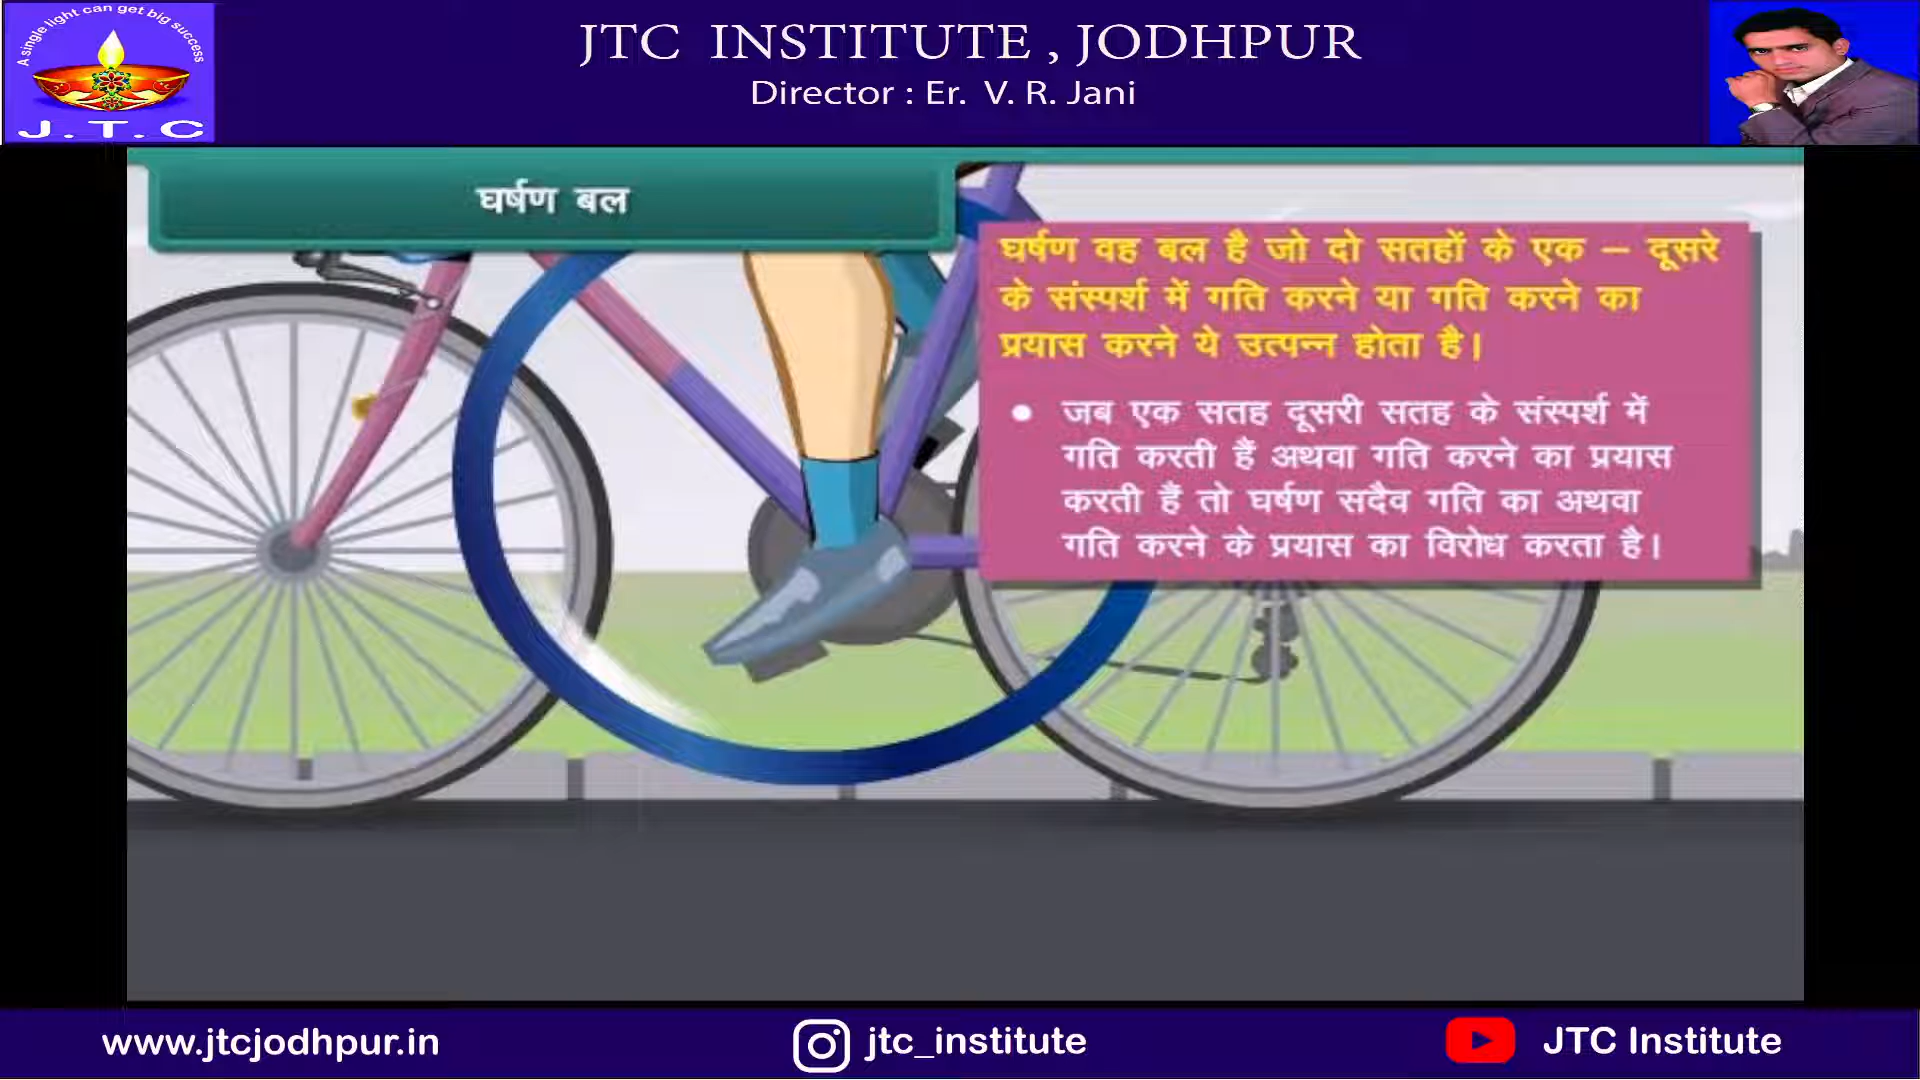 A single light can get big success
J.T.C
JTC INSTITUTE , JODHPUR
Director : Er. V. R. Jani
घर्षण बल
घर्षण वह बल है जो दो सतहों के एक – दूसरे
के संस्पर्श में गति करने या गति करने का
प्रयास करने ये उत्पन्न होता है।
● जब एक सतह दूसरी सतह के संस्पर्श में
गति करती हैं अथवा गति करने का प्रयास
करती हैं तो घर्षण सदैव गति का अथवा
गति करने के प्रयास का विरोध करता है।
www.jtcjodhpur.in
jtc_institute
JTC Institute